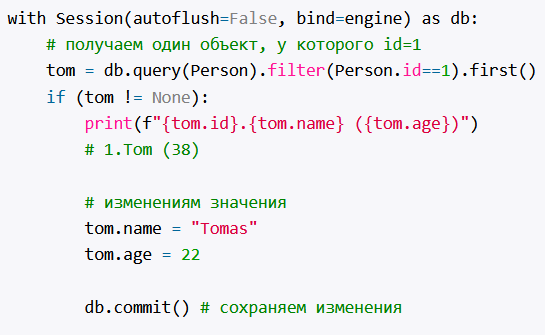 with Session(autoflush=False, bind=engine) as db:
    # получаем один объект, у которого id=1
    tom = db.query(Person).filter(Person.id==1).first()
    if (tom != None):
        print(f"{tom.id}.{tom.name} ({tom.age})")
        # 1.Tom (38)

        # изменениям значения
        tom.name = "Tomas"
        tom.age = 22

        db.commit() # сохраняем изменения